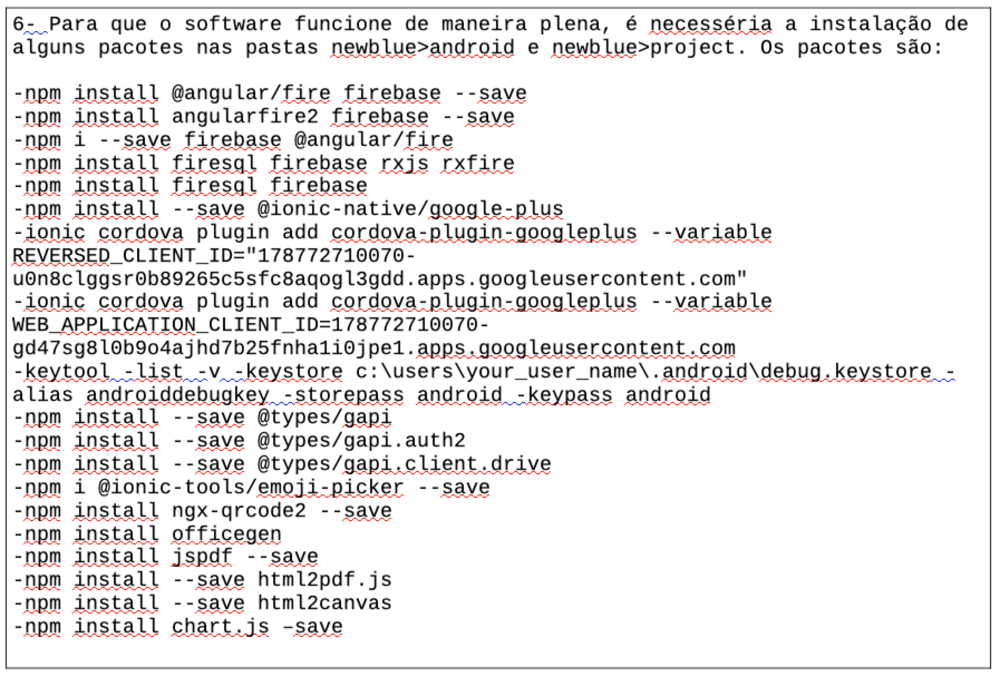 6- Para que o software funcione de maneira plena, é necesséria a instalação de
alguns pacotes nas pastas newblue>android e newblue>project. Os pacotes são:
-npm install @angular/fire firebase --save
-npm install angularfire2 firebase --save
-npm i --save firebase @angular/fire
-npm install firesql firebase rxjs rxfire
-npm install firesql firebase
-npm install --save @ionic-native/google-plus
-ionic cordova plugin add cordova-plugin-googleplus --variable
REVERSED_CLIENT_ID="178772710070-
u0n8clggsr0b89265c5sfc8aqogl3gdd.apps.googleusercontent.com"
-ionic cordova plugin add cordova-plugin-googleplus --variable
WEB_APPLICATION_CLIENT_ID=178772710070-
gd47sg8l0b9o4ajhd7b25fnha1i0jpe1.apps.googleusercontent.com
-keytool -list -v -keystore c:\users\your_user_name\.android\debug.keystore -
alias androiddebugkey -storepass android -keypass android
-npm install --save @types/gapi
-npm install --save @types/gapi.auth2
-npm install --save @types/gapi.client.drive
-npm i @ionic-tools/emoji-picker --save
-npm install ngx-qrcode2 --save
-npm install officegen
-npm install jspdf --save
-npm install --save html2pdf.js
-npm install --save html2canvas
-npm install chart.js –save